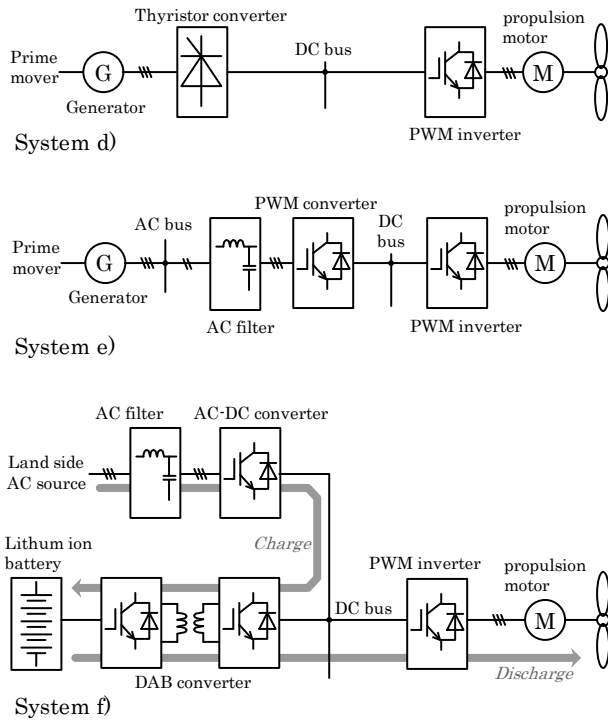 Thyristor converter
propulsion
motor
DC bus
Prime
mover
G
M
Generator
PWM inverter
System d)
PWM converter
propulsion
motor
AC bus
DC
bus
Prime
mover
G
M
Generator
AC filter
PWM inverter
System e)
AC filter
AC-DC converter
Land side
AC source
Charge
Lithum ion
battery
PWM inverter
propulsion
motor
DC bus
M
DAB converter
Discharge
System f)